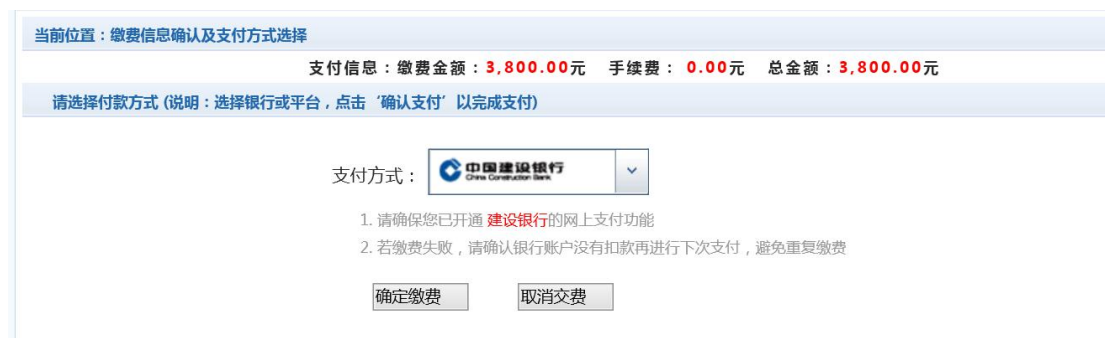 当前位置：缴费信息确认及支付方式选择
支付信息：缴费金额：3,800.00元 手续费： 0.00元 总金额：3,800.00元
请选择付款方式 (说明：选择银行或平台，点击‘确认支付’以完成支付)
支付方式： 中国建设银行
China Construction Bank
1. 请确保您已开通 建设银行的网上支付功能
2. 若缴费失败，请确认银行账户没有扣款再进行下次支付，避免重复缴费
确定缴费 取消交费